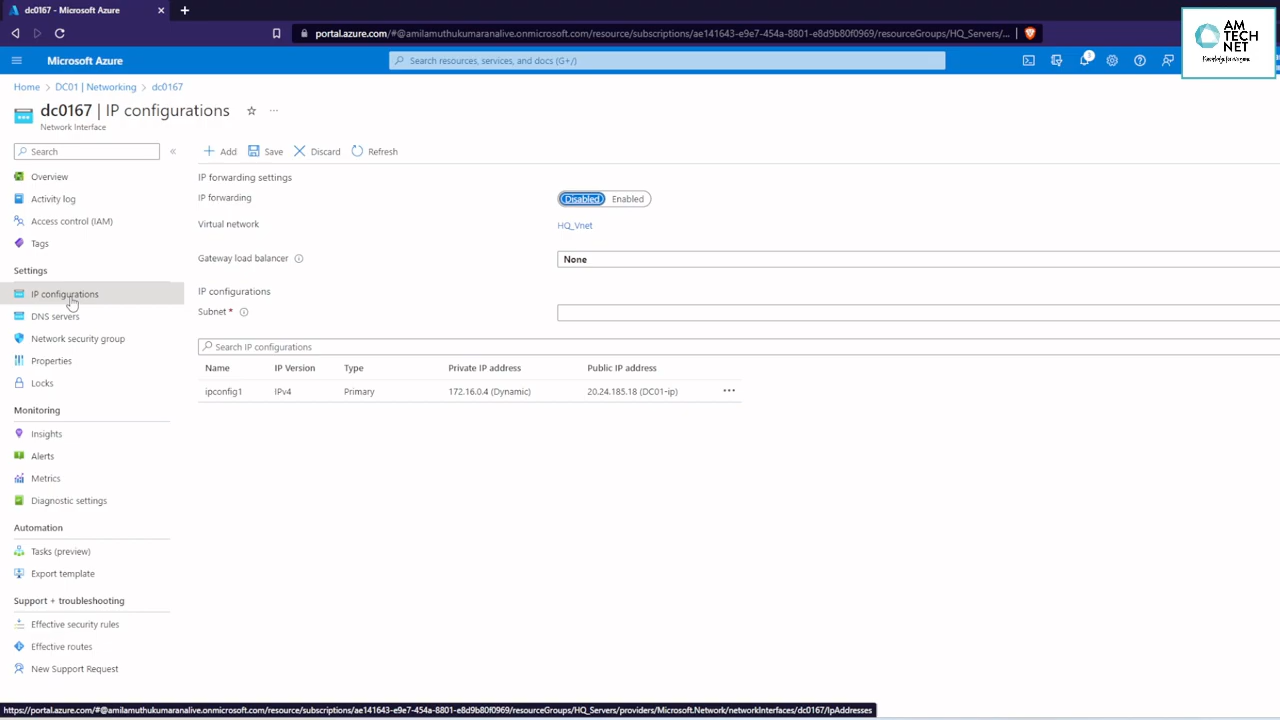 dc0167 - Microsoft Azure
portal.azure.com/#@amilamuthukumaranalive.onmicrosoft.com/resource/subscriptions/ae141643-e9e7-454a-8801-e8d9b80f0969/resourceGroups/HQ_Servers/...
AM
TECH
NET
Microsoft Azure
Search resources, services, and docs (G+/)
1
Home > DC01 | Networking > dc0167
dc0167 | IP configurations
Network Interface
Search
Add
Save
Discard
Refresh
Overview
Activity log
Access control (IAM)
Tags
Settings
IP configurations
DNS servers
Network security group
Properties
Locks
Monitoring
Insights
Alerts
Metrics
Diagnostic settings
Automation
Tasks (preview)
Export template
Support + troubleshooting
Effective security rules
Effective routes
New Support Request
IP forwarding settings
IP forwarding Disabled Enabled
Virtual network HQ_Vnet
Gateway load balancer None
IP configurations
Subnet *
Search IP configurations
Name IP Version Type Private IP address Public IP address
ipconfig1 IPv4 Primary 172.16.0.4 (Dynamic) 20.24.185.18 (DC01-ip) ...
https://portal.azure.com/#@amilamuthukumaranalive.onmicrosoft.com/resource/subscriptions/ae141643-e9e7-454a-8801-e8d9b80f0969/resourceGroups/HQ_Servers/providers/Microsoft.Network/networkInterfaces/dc0167/IpAddresses